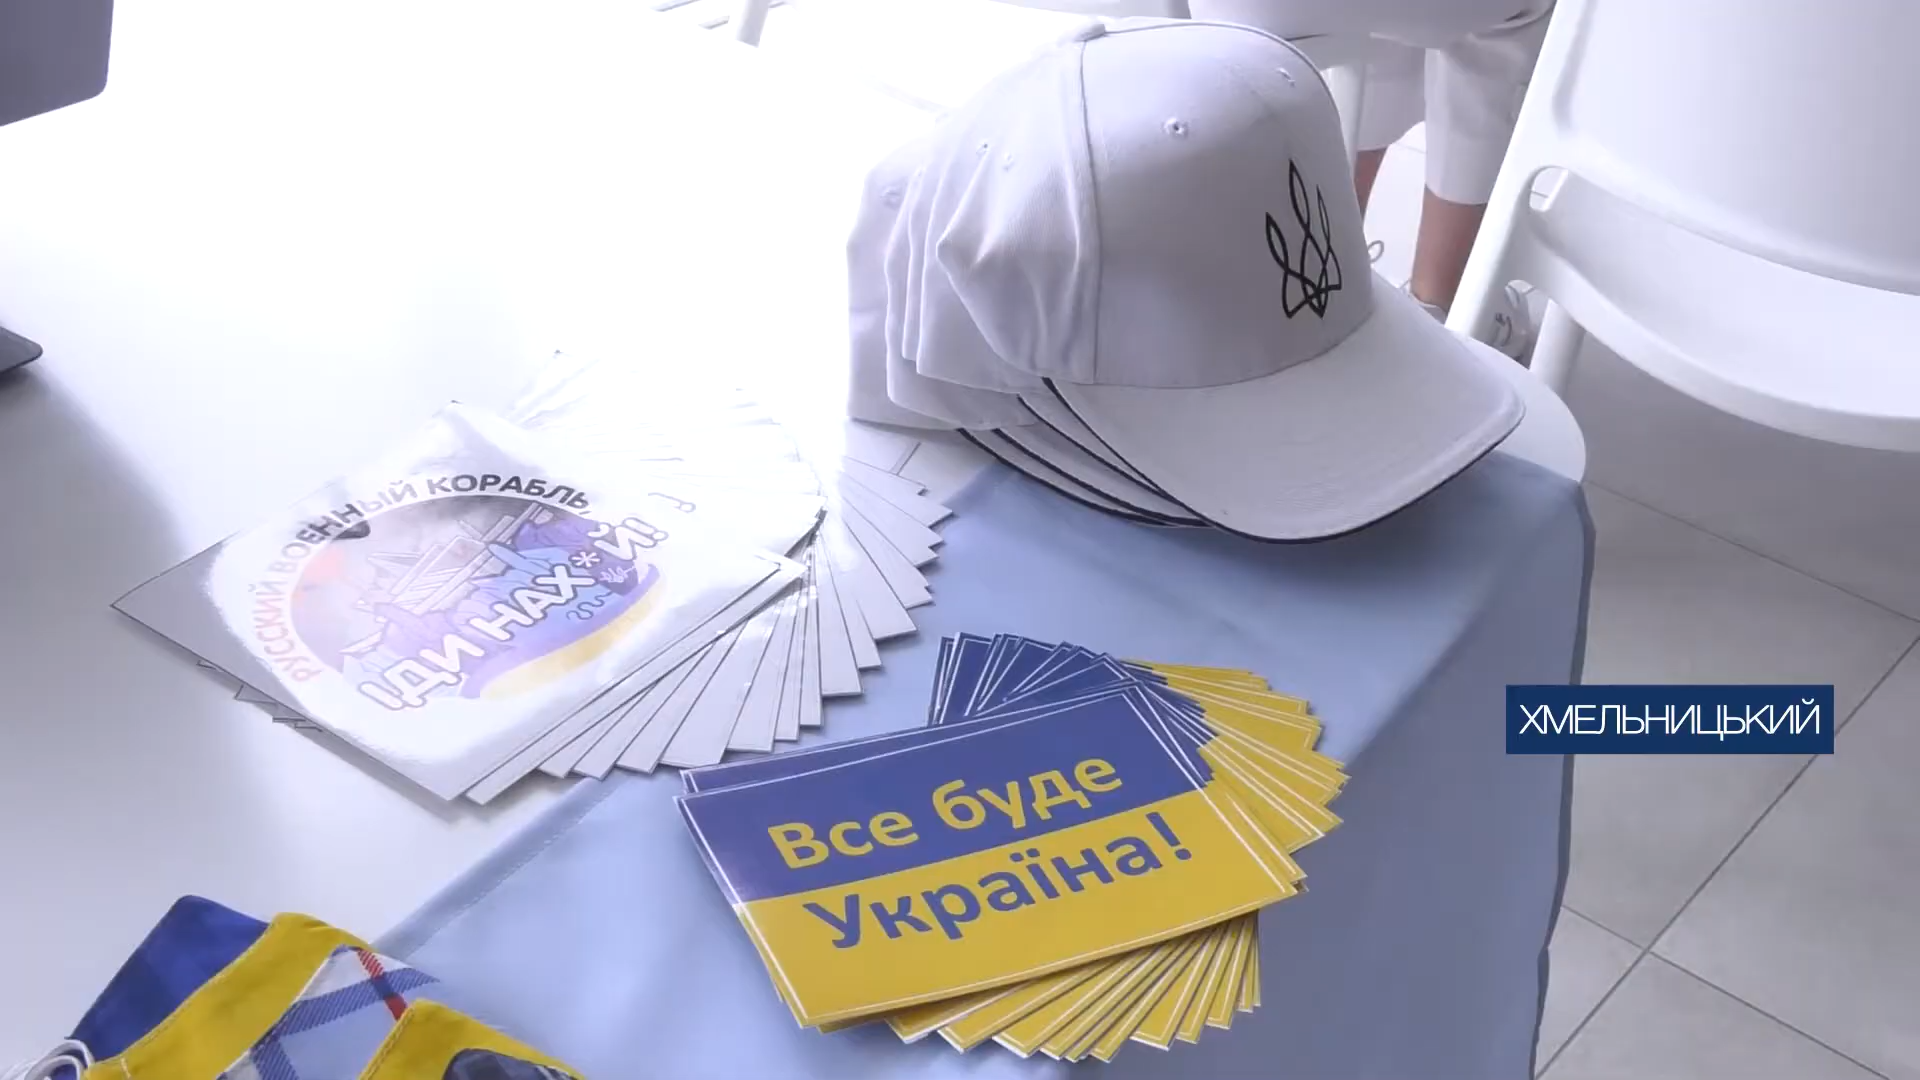 РУССКИЙ ВОЕННЫЙ КОРАБЛЬ,
ІДИ НАХ*Й!
Все буде
Україна!
ХМЕЛЬНИЦЬКИЙ